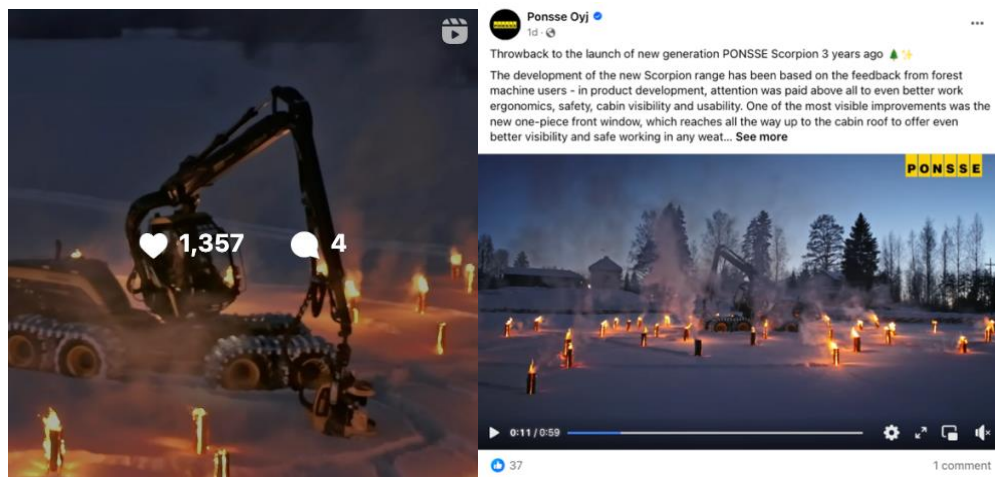 1,357
4
Ponsse Oyj
1d
Throwback to the launch of new generation PONSSE Scorpion 3 years ago
The development of the new Scorpion range has been based on the feedback from forest
machine users - in product development, attention was paid above all to even better work
ergonomics, safety, cabin visibility and usability. One of the most visible improvements was the
new one-piece front window, which reaches all the way up to the cabin roof to offer even
better visibility and safe working in any weat... See more
PONSSE
0:11 / 0:59
37
1 comment